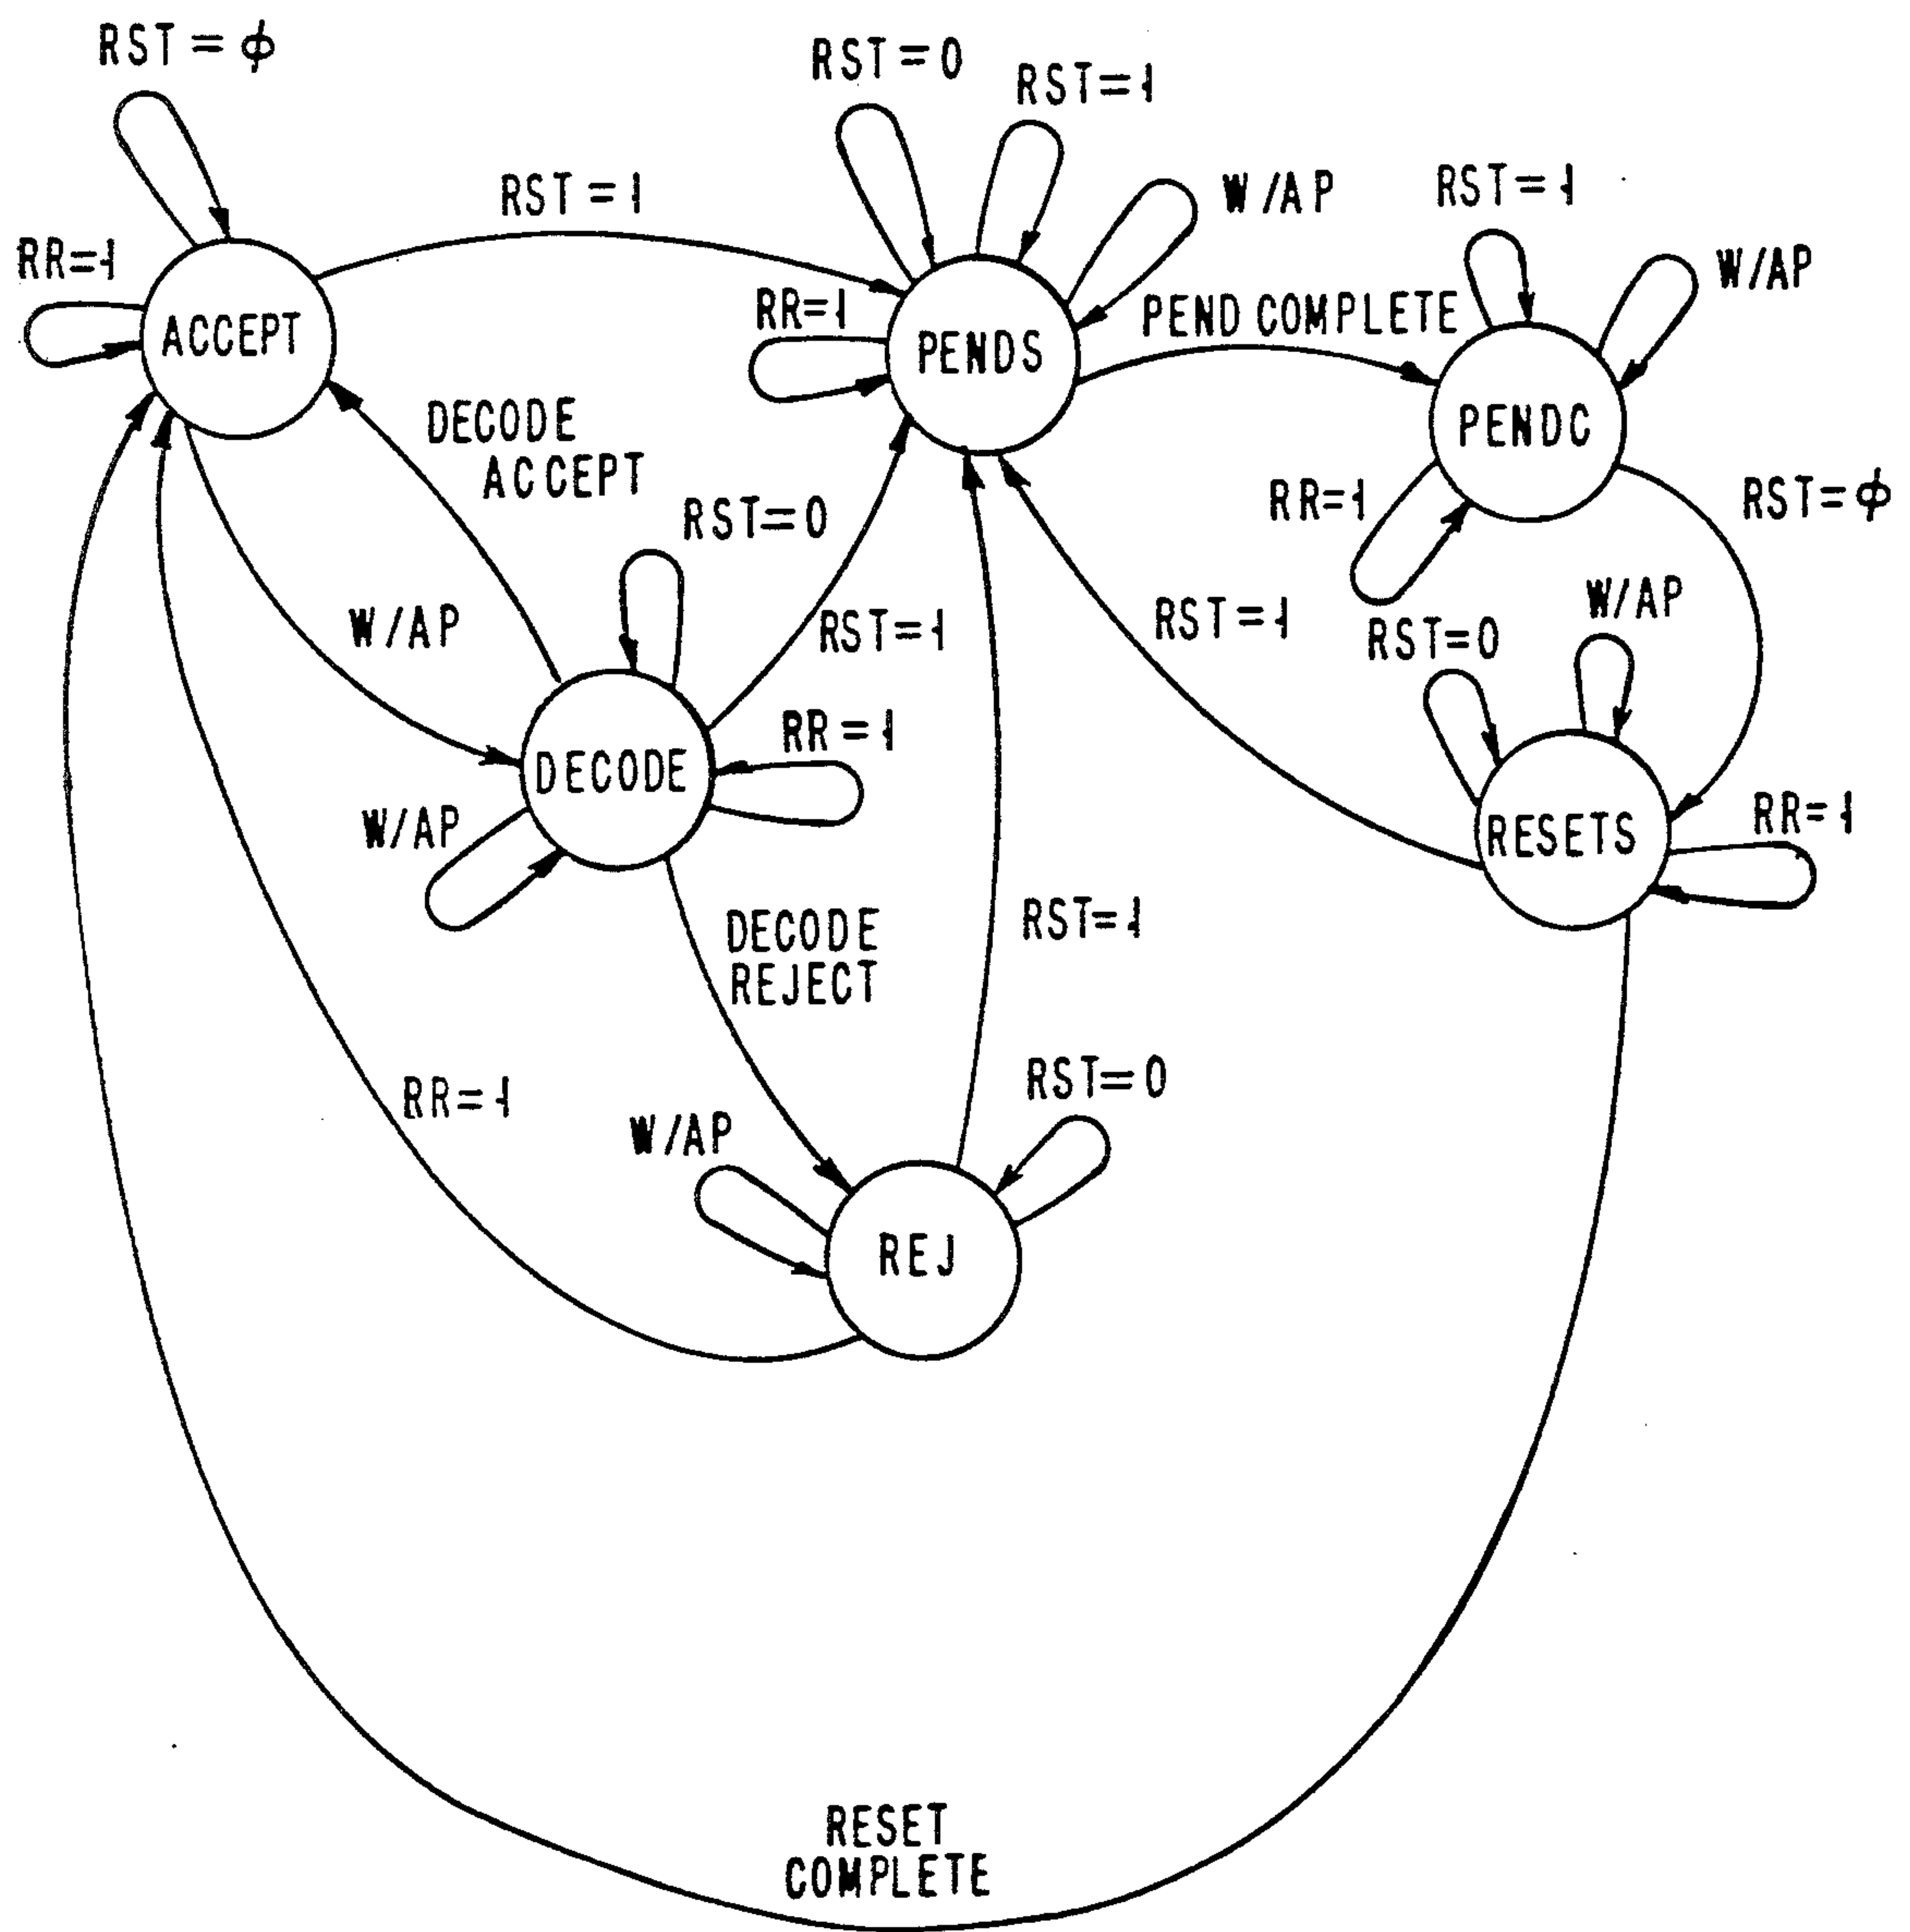 RST = ϕ
RST = 0
RST = 1
RST = 1
RST = 1
W/AP
W/AP
RR=1
ACCEPT
RR=1
PENDS
PEND COMPLETE
PENDC
DECODE
ACCEPT
RST=0
RR=1
RST=ϕ
W/AP
RST=1
RST=1
RST=0
W/AP
DECODE
RR = 1
W/AP
RESETS
RR=1
DECODE
REJECT
RST=1
RR=1
W/AP
RST=0
REJ
RESET
COMPLETE